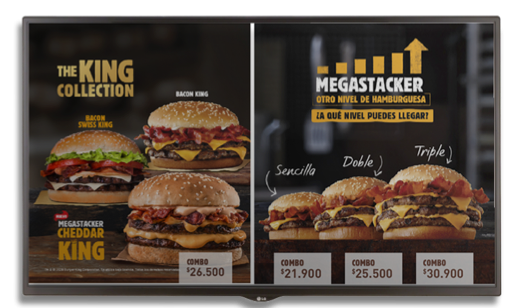 THE KING
COLLECTION
BACON KING
BACON
SWISS KING
MEGASTACKER
CHEDDAR
KING
COMBO
$26.500
MEGASTACKER
OTRO NIVEL DE HAMBURGUESA
¿A QUÉ NIVEL PUEDES LLEGAR?
Sencilla
Doble
Triple
COMBO
$21.900
COMBO
$25.500
COMBO
$30.900
LG